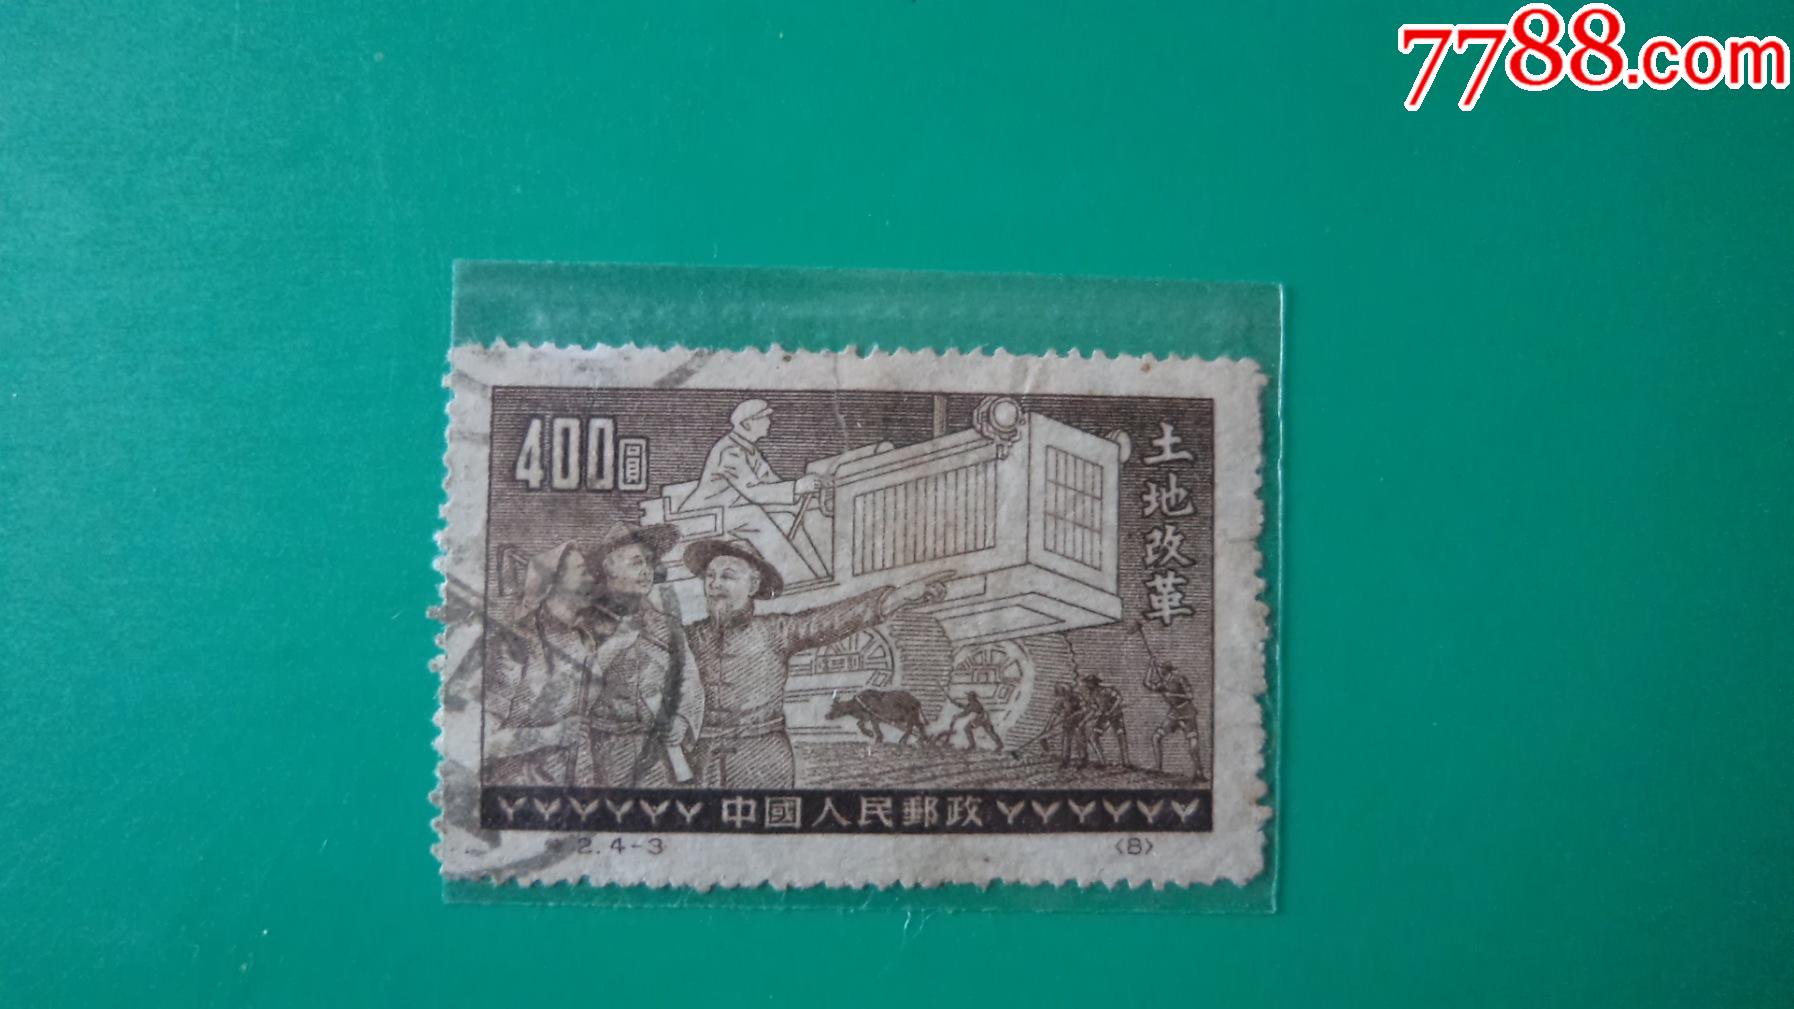 7788.com
400圓
土地改革
中國人民郵政
2.4-3
(8)